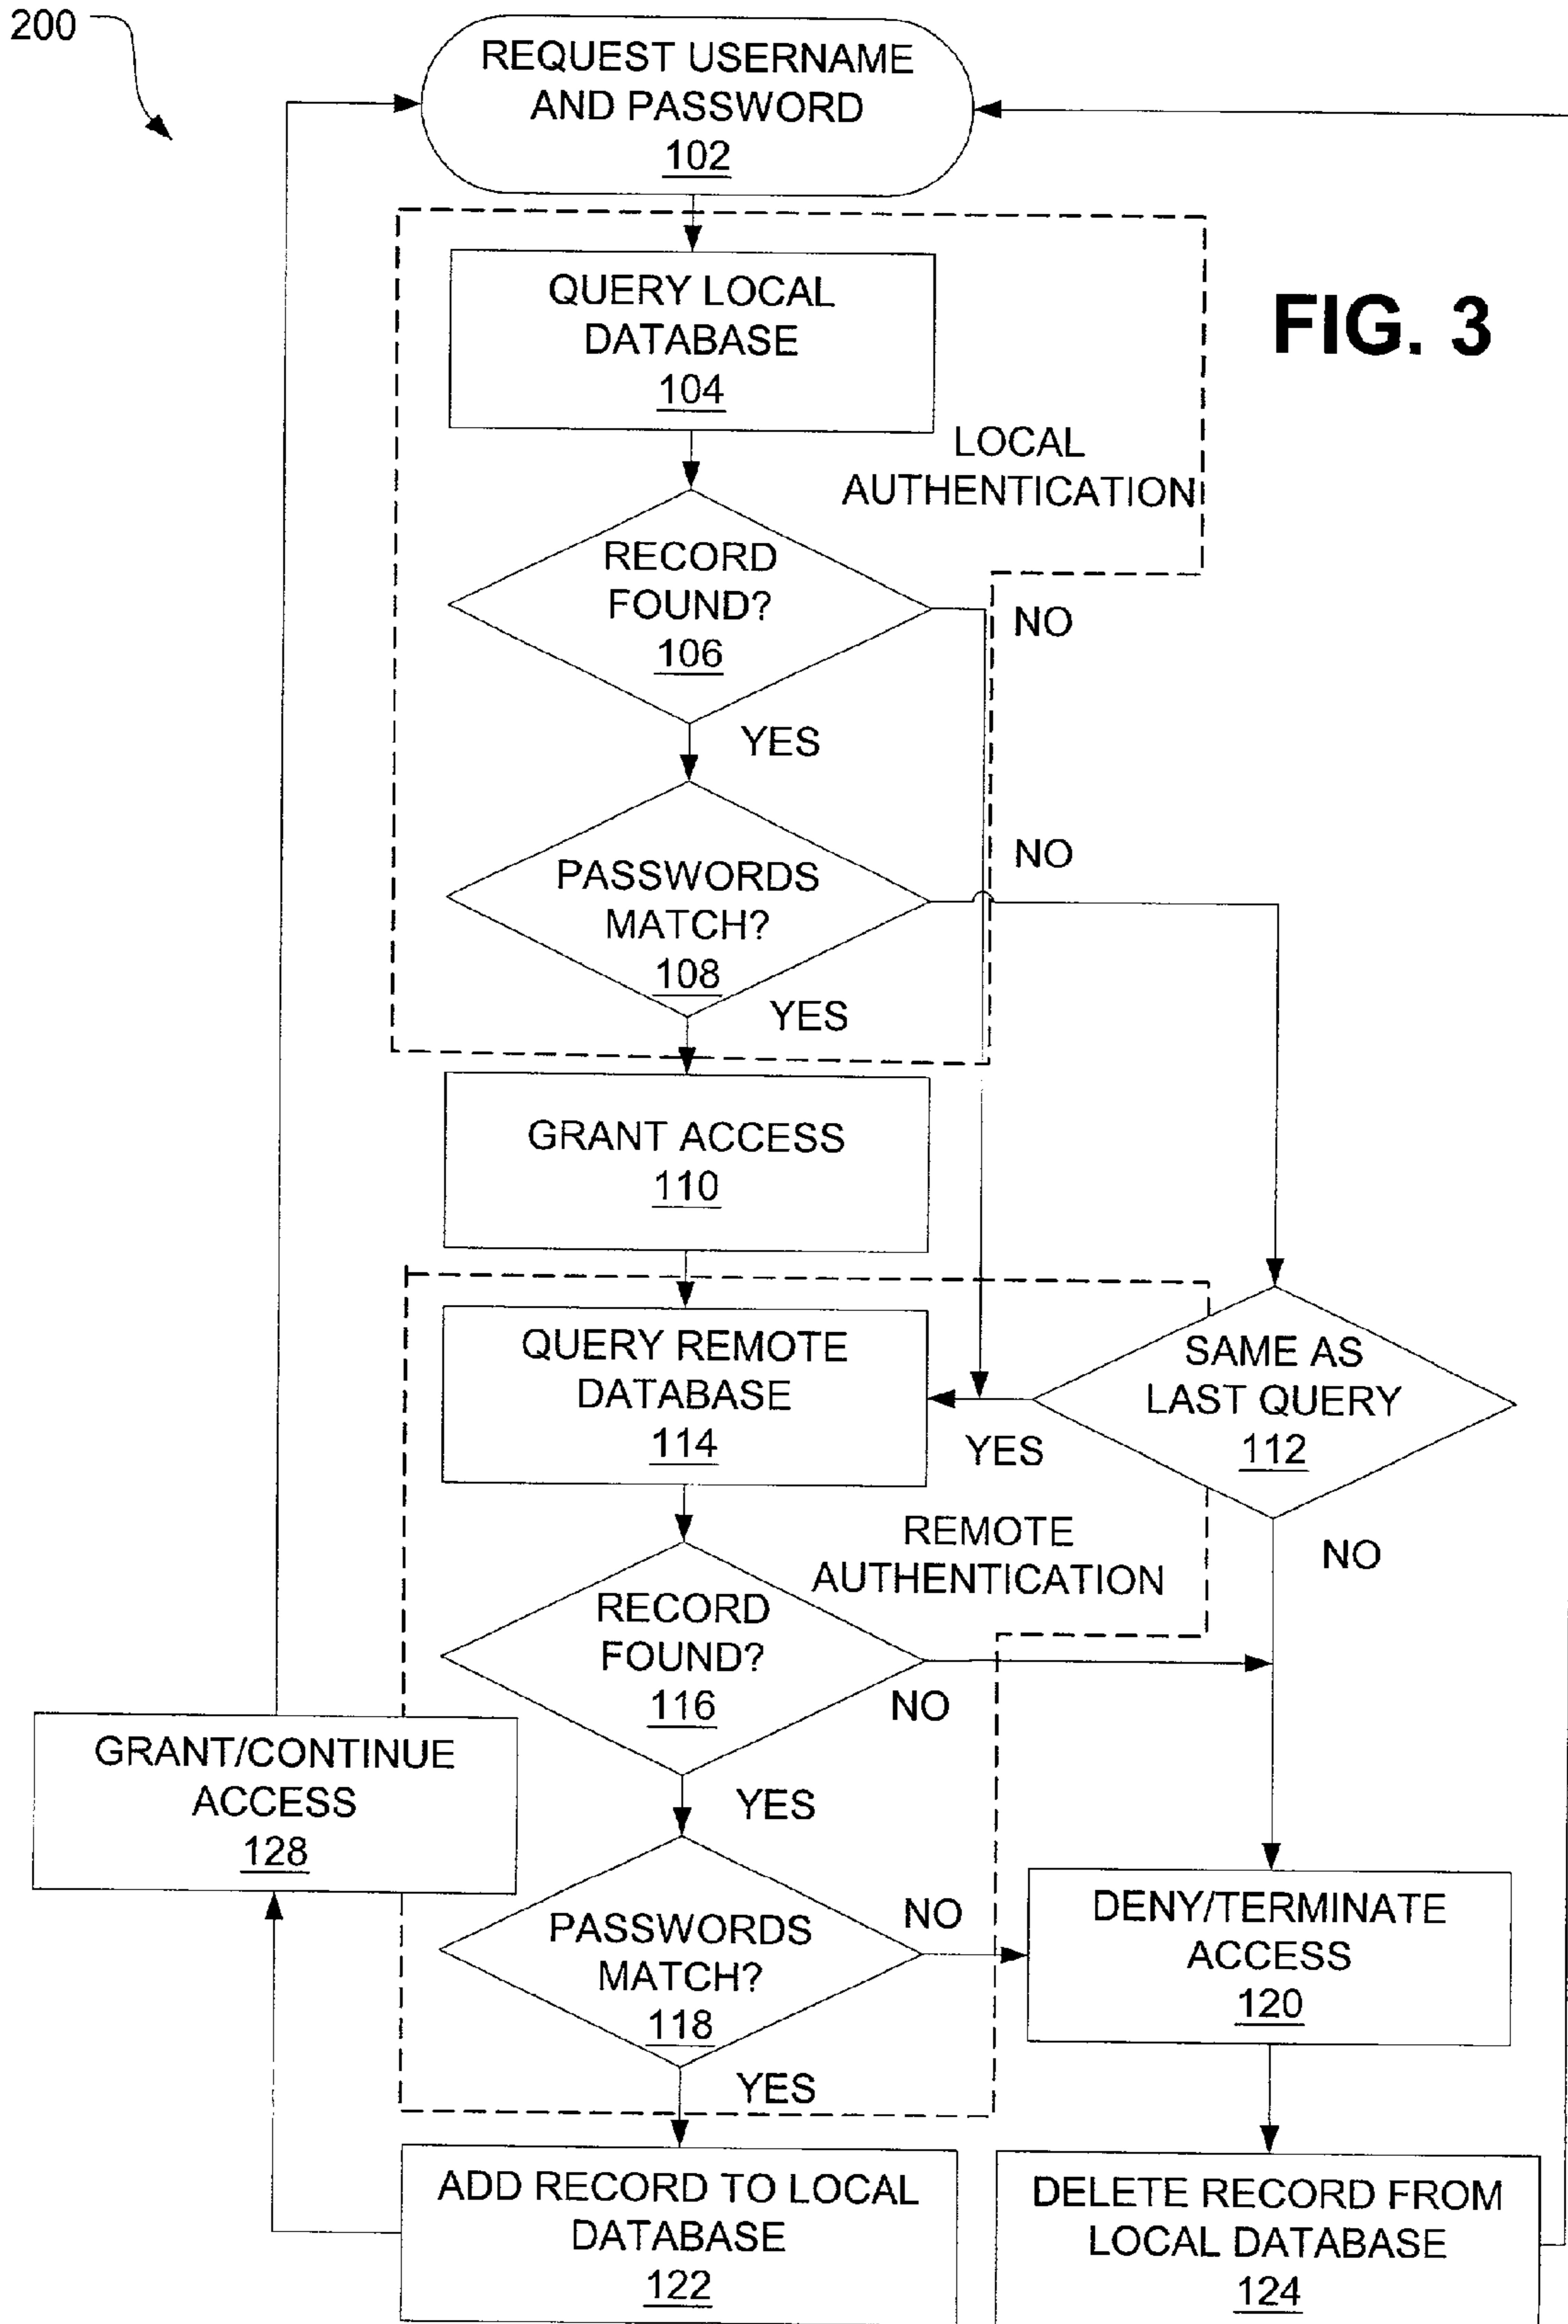 200
REQUEST USERNAME
AND PASSWORD
102
QUERY LOCAL
DATABASE
104
FIG. 3
LOCAL
AUTHENTICATION
RECORD
FOUND?
106
NO
YES
PASSWORDS
MATCH?
108
NO
YES
GRANT ACCESS
110
QUERY REMOTE
DATABASE
114
SAME AS
LAST QUERY
112
YES
NO
REMOTE
AUTHENTICATION
RECORD
FOUND?
116
NO
YES
GRANT/CONTINUE
ACCESS
128
PASSWORDS
MATCH?
118
NO
YES
DENY/TERMINATE
ACCESS
120
ADD RECORD TO LOCAL
DATABASE
122
DELETE RECORD FROM
LOCAL DATABASE
124